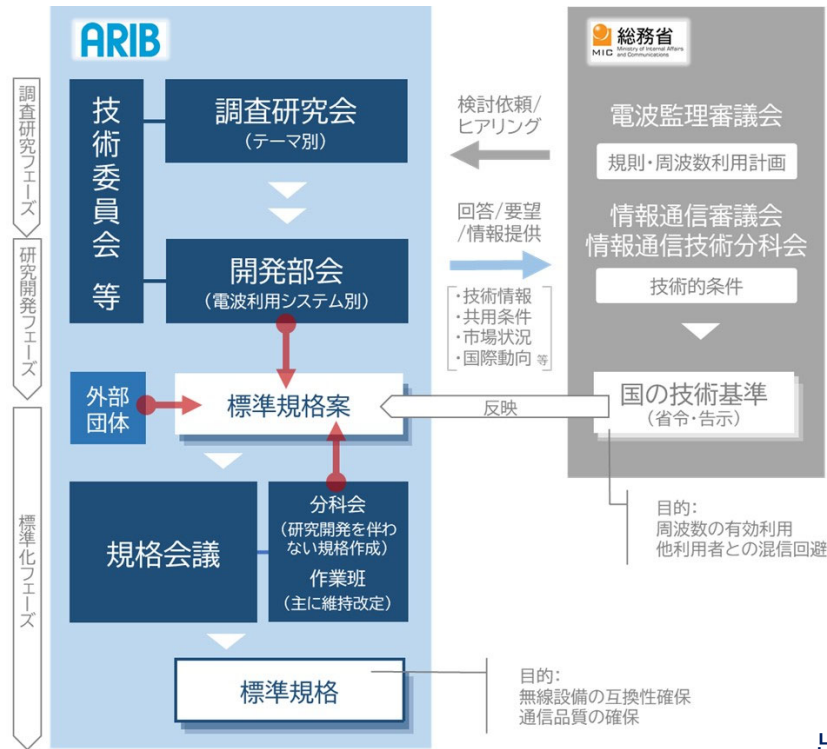 ARIB
調査研究フェーズ
研究開発フェーズ
標準化フェーズ
技術委員会 等
調査研究会
（テーマ別）
開発部会
（電波利用システム別）
外部
団体
標準規格案
規格会議
分科会
（研究開発を伴わ
ない規格作成）
作業班
（主に維持改定）
標準規格
検討依頼/
ヒアリング
回答/要望
/情報提供
・技術情報
・共用条件
・市場状況
・国際動向 等
反映
MIC
総務省
Ministry of Internal Affairs
and Communications
電波監理審議会
規則・周波数利用計画
情報通信審議会
情報通信技術分科会
技術的条件
国の技術基準
（省令・告示）
目的：
周波数の有効利用
他利用者との混信回避
目的：
無線設備の互換性確保
通信品質の確保